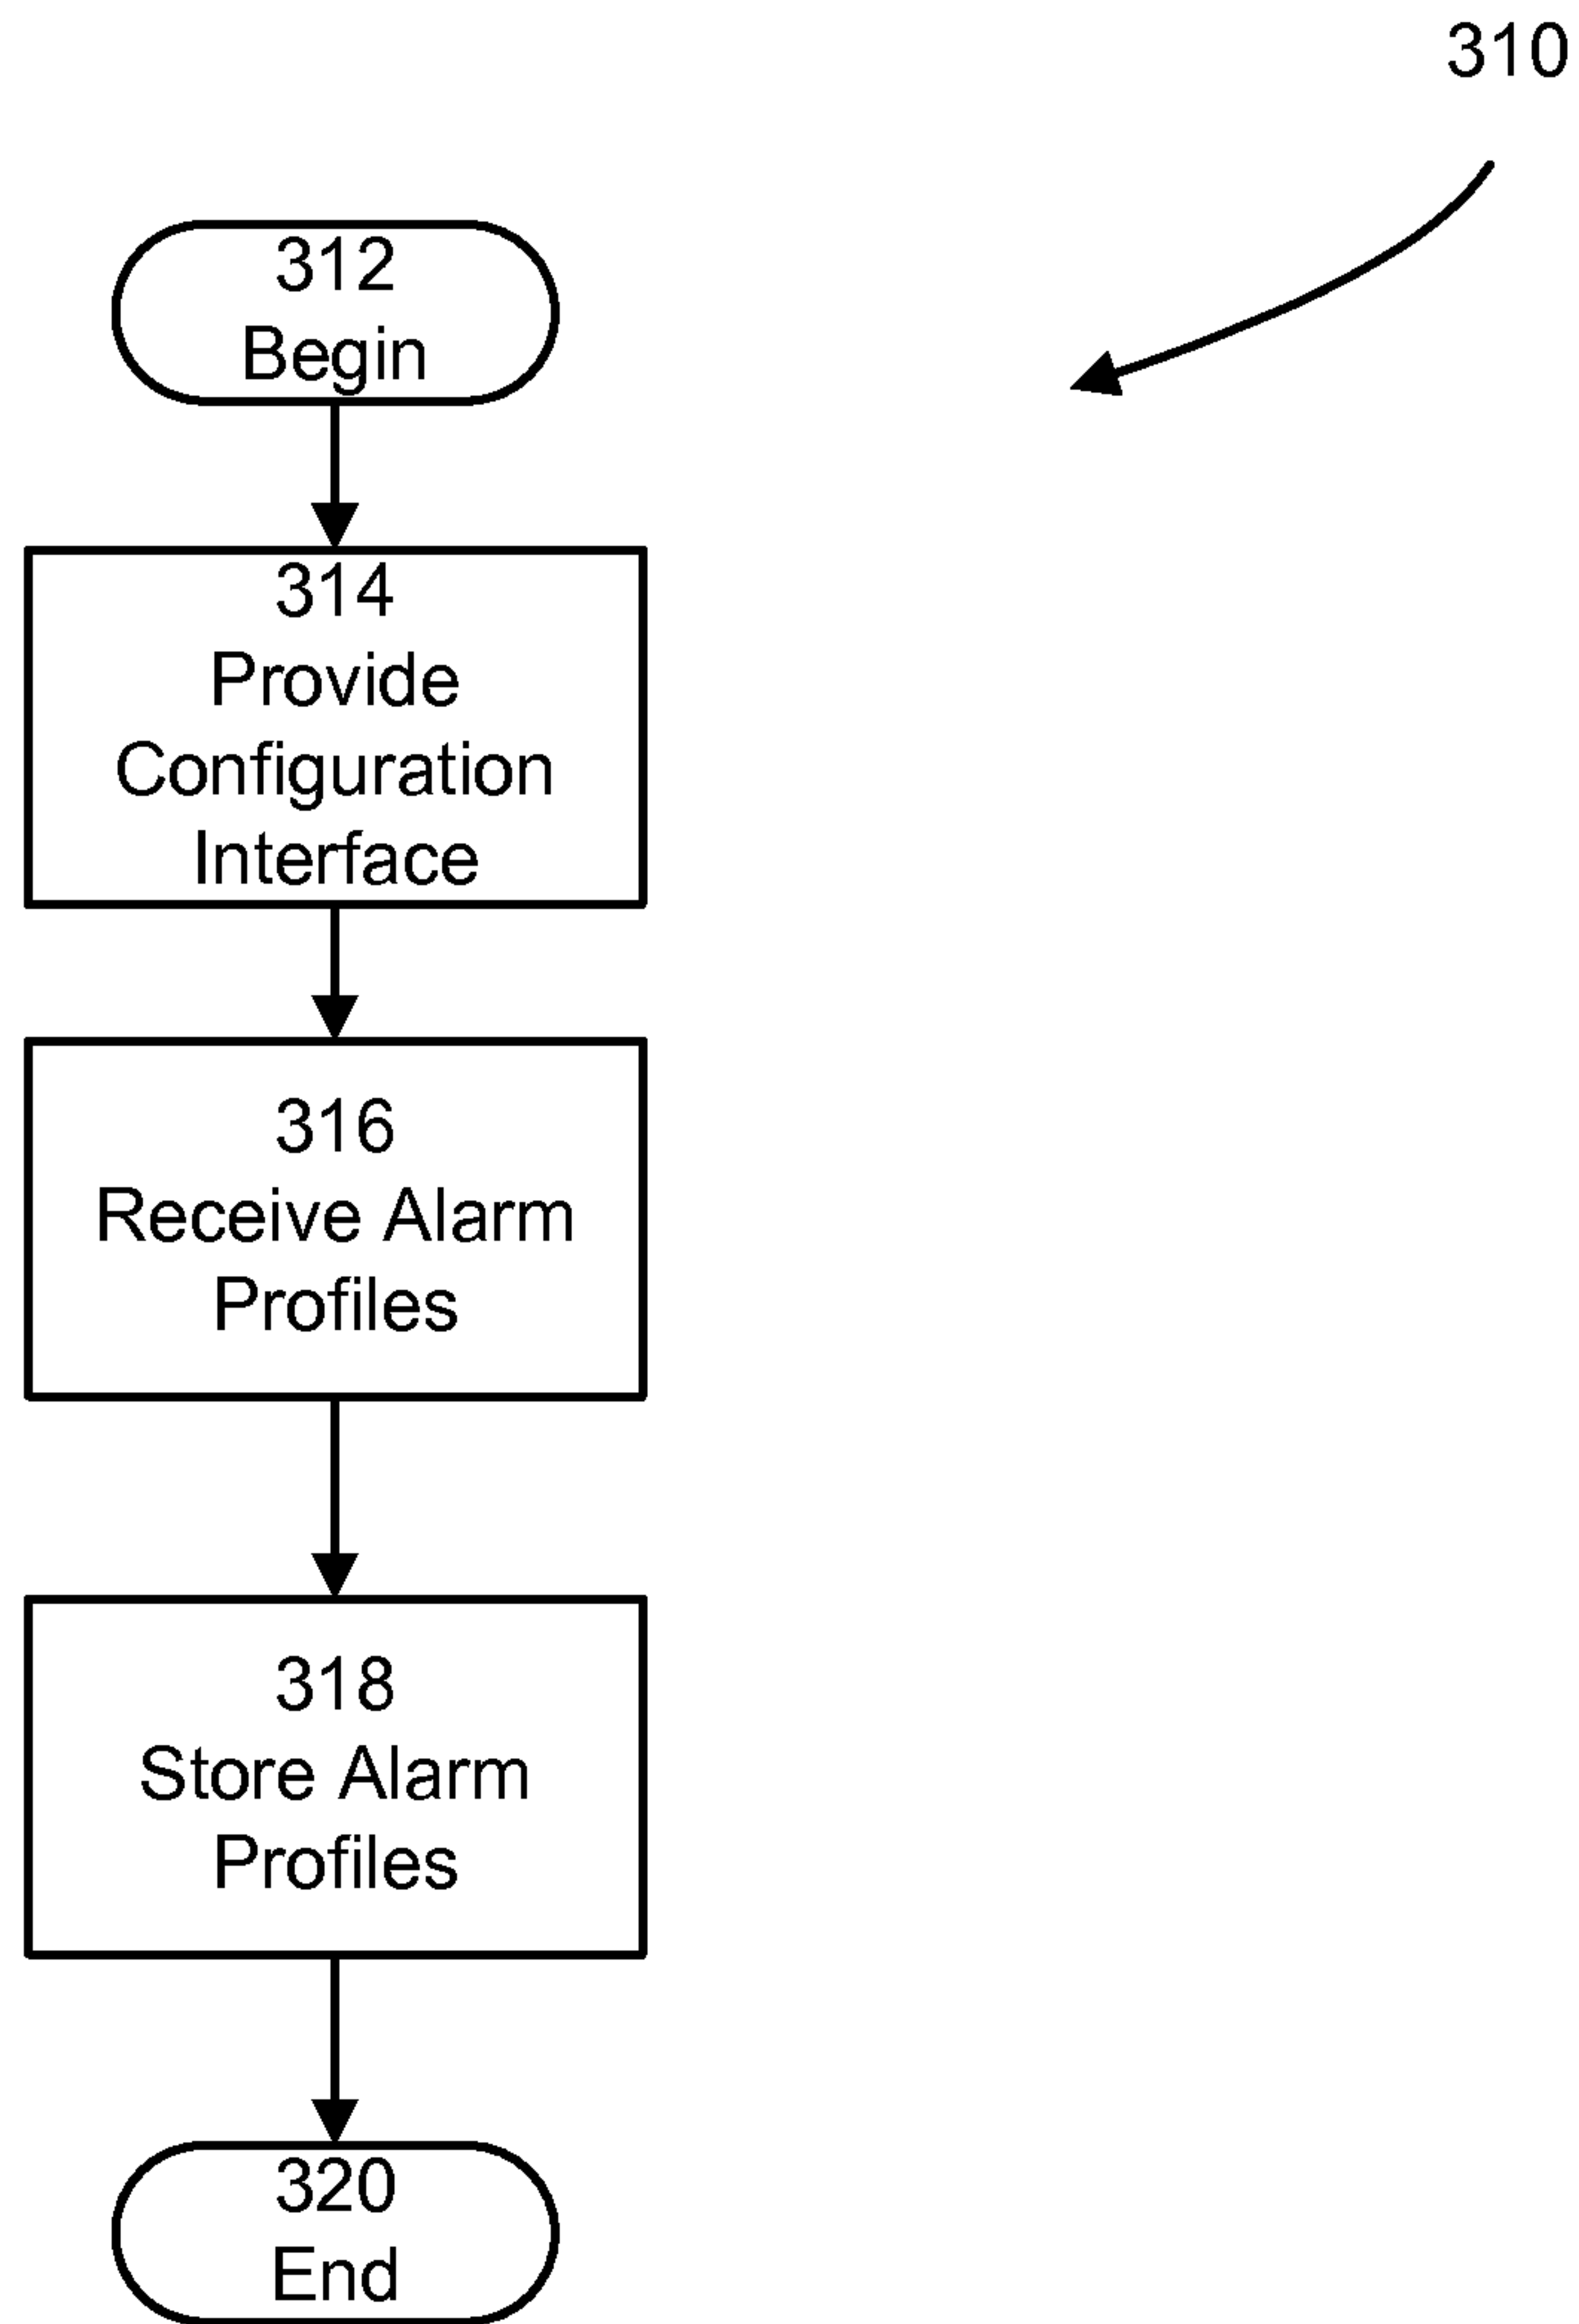 310
312
Begin
314
Provide
Configuration
Interface
316
Receive Alarm
Profiles
318
Store Alarm
Profiles
320
End